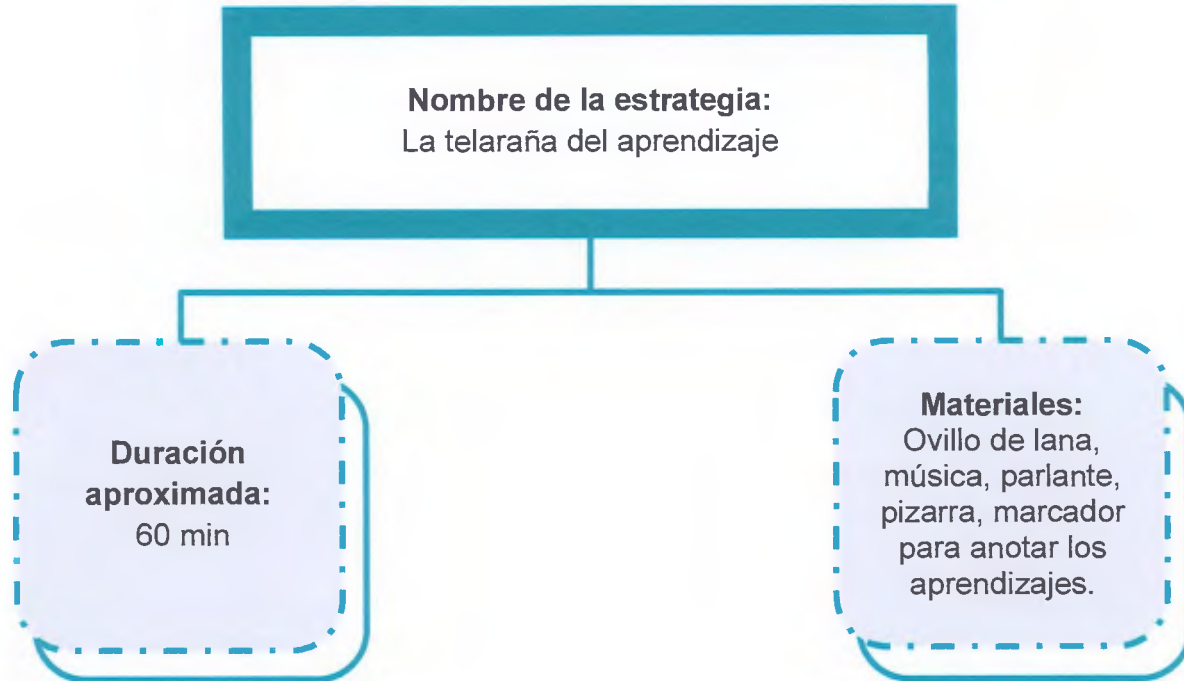 Nombre de la estrategia:
La telaraña del aprendizaje
Duración
aproximada:
60 min
Materiales:
Ovillo de lana,
música, parlante,
pizarra, marcador
para anotar los
aprendizajes.